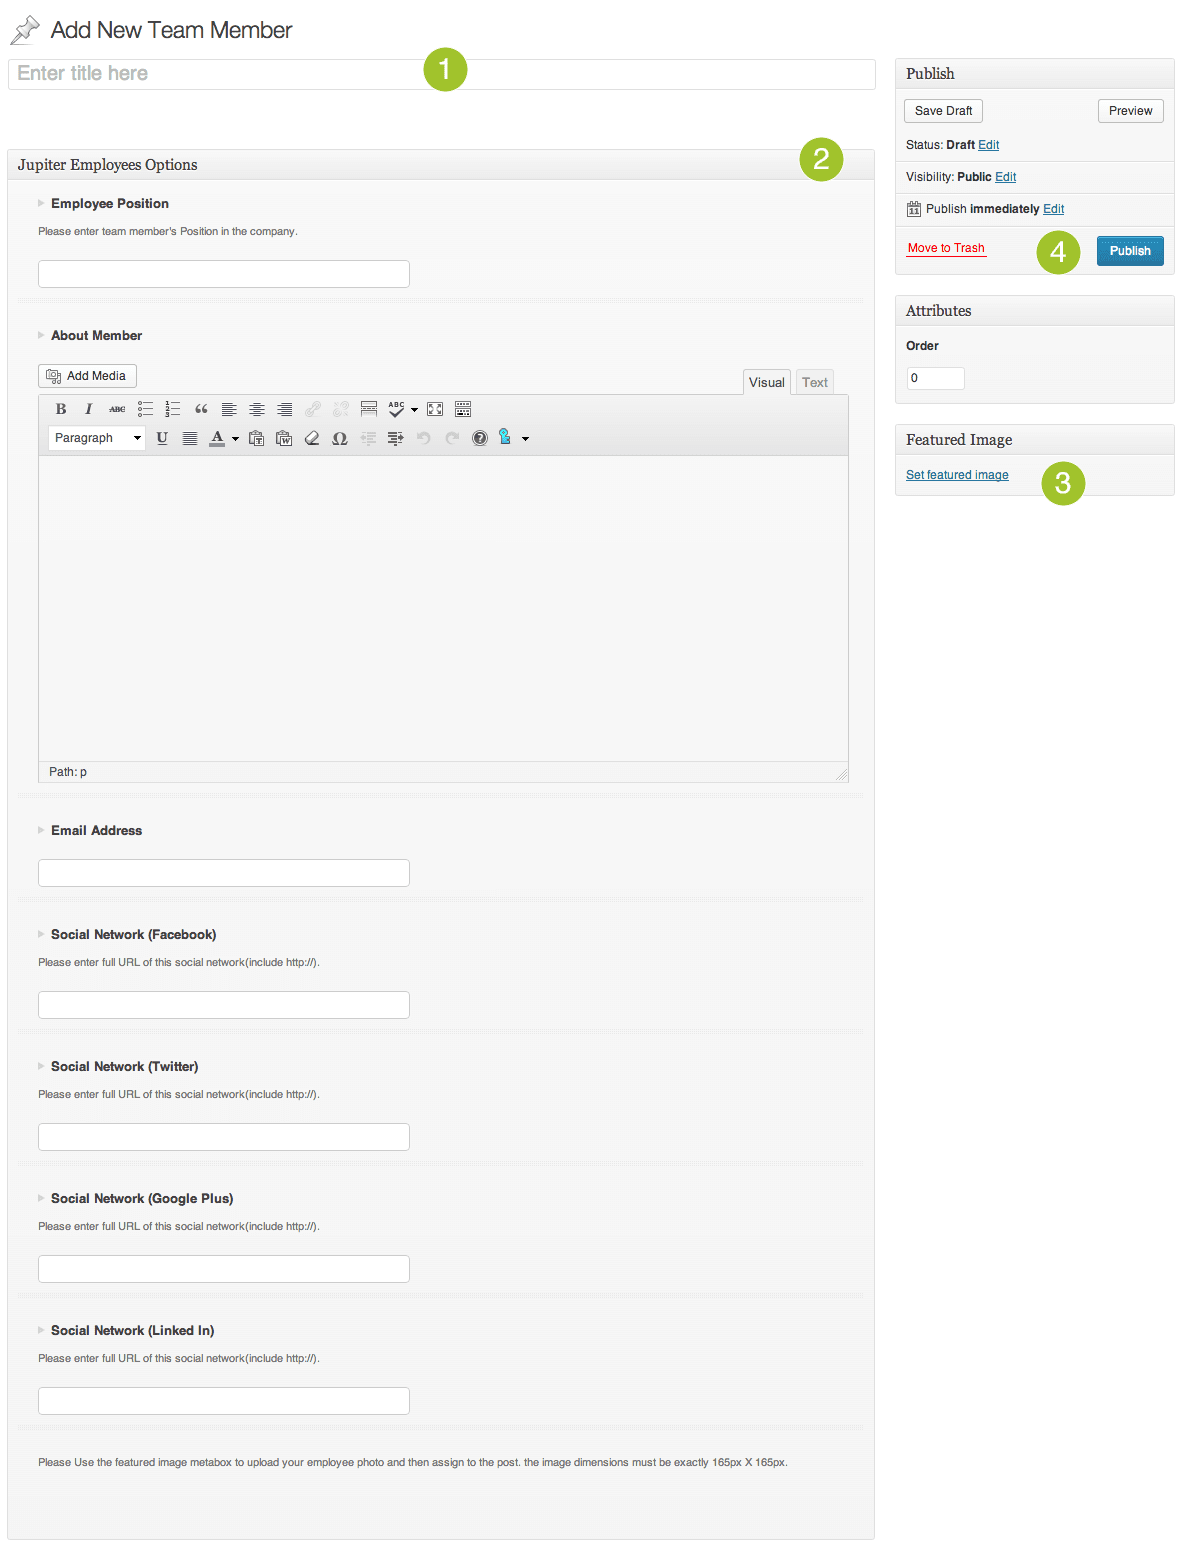 Add New Team Member
Enter title here
1
Jupiter Employees Options
2
Employee Position
Please enter team member's Position in the company.
About Member
Add Media
Visual Text
B I ABC ABC
Paragraph U A T W Ω ?
Path: p
Email Address
Social Network (Facebook)
Please enter full URL of this social network(include http://).
Social Network (Twitter)
Please enter full URL of this social network(include http://).
Social Network (Google Plus)
Please enter full URL of this social network(include http://).
Social Network (Linked In)
Please enter full URL of this social network(include http://).
Please Use the featured image metabox to upload your employee photo and then assign to the post. the image dimensions must be exactly 165px X 165px.
Publish
Save Draft Preview
Status: Draft Edit
Visibility: Public Edit
11 Publish immediately Edit
Move to Trash 4 Publish
Attributes
Order
0
Featured Image
Set featured image 3